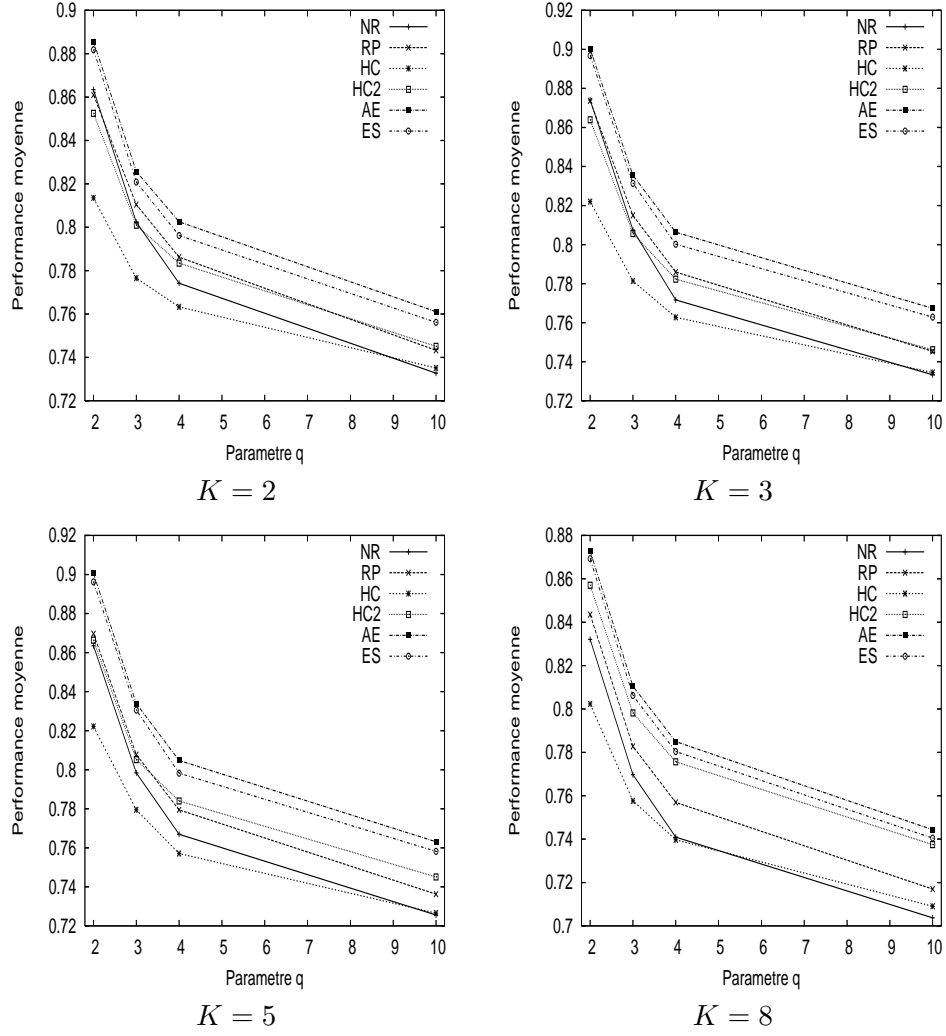 0.9
0.88
0.86
0.84
0.82
0.8
0.78
0.76
0.74
0.72
Performance moyenne
NR
RP
HC
HC2
AE
ES
2 3 4 5 6 7 8 9 10
Parametre q
K = 2
0.92
0.9
0.88
0.86
0.84
0.82
0.8
0.78
0.76
0.74
0.72
Performance moyenne
NR
RP
HC
HC2
AE
ES
2 3 4 5 6 7 8 9 10
Parametre q
K = 3
0.92
0.9
0.88
0.86
0.84
0.82
0.8
0.78
0.76
0.74
0.72
Performance moyenne
NR
RP
HC
HC2
AE
ES
2 3 4 5 6 7 8 9 10
Parametre q
K = 5
0.88
0.86
0.84
0.82
0.8
0.78
0.76
0.74
0.72
0.7
Performance moyenne
NR
RP
HC
HC2
AE
ES
2 3 4 5 6 7 8 9 10
Parametre q
K = 8